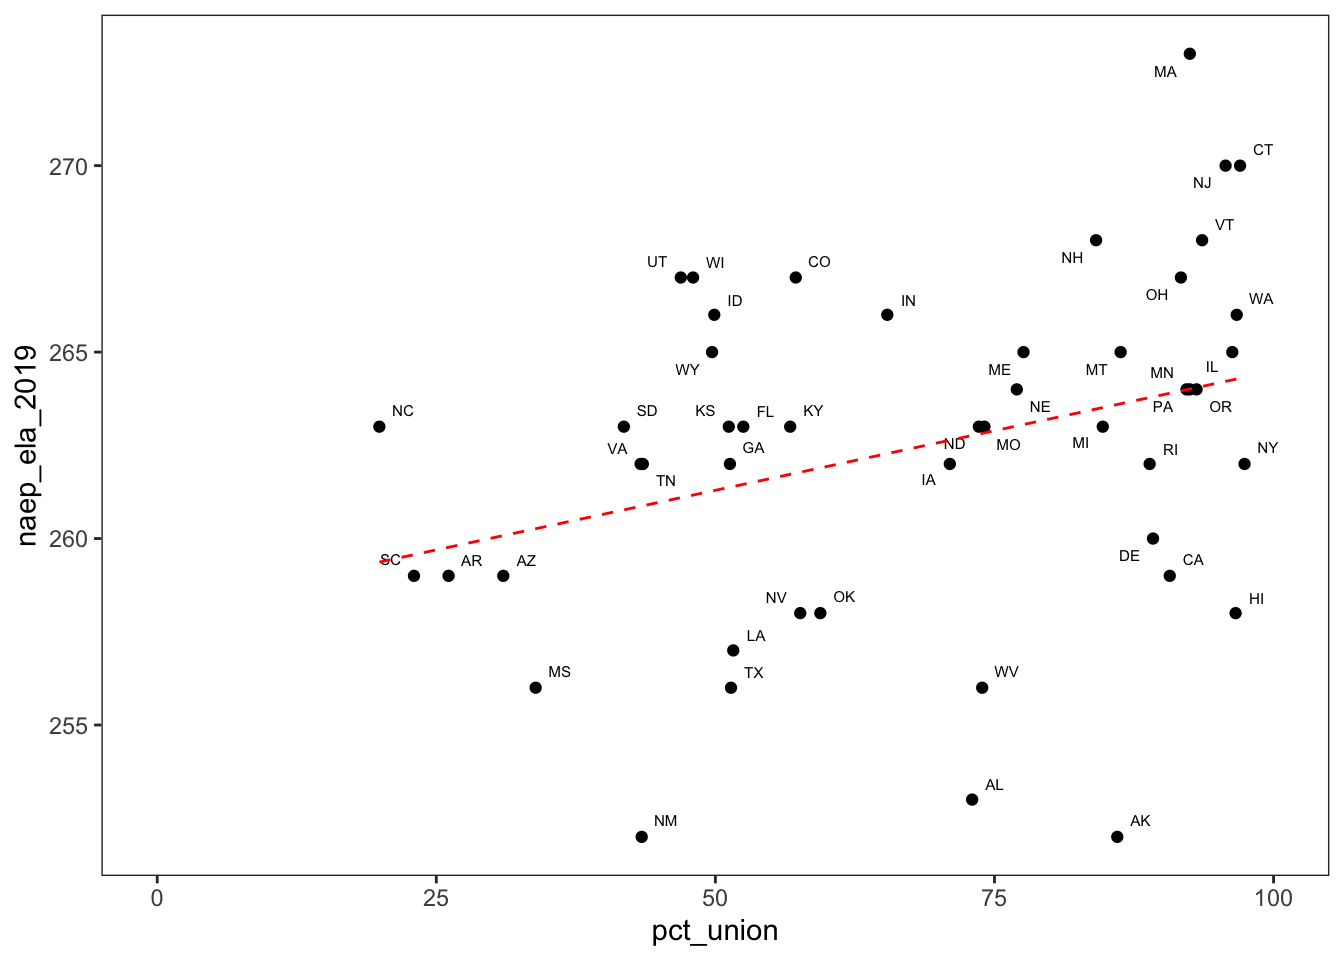 naep_ela_2019
270
265
260
255
MA
CT
NJ
VT
NH
UT
WI
CO
OH
ID
IN
WA
WY
ME
MT
MN
IL
NC
SD
KS
FL
KY
NE
PA
OR
VA
GA
ND
MO
MI
RI
NY
TN
IA
SC
AR
AZ
DE
CA
NV
OK
HI
LA
MS
TX
WV
AL
NM
AK
0
25
50
75
100
pct_union